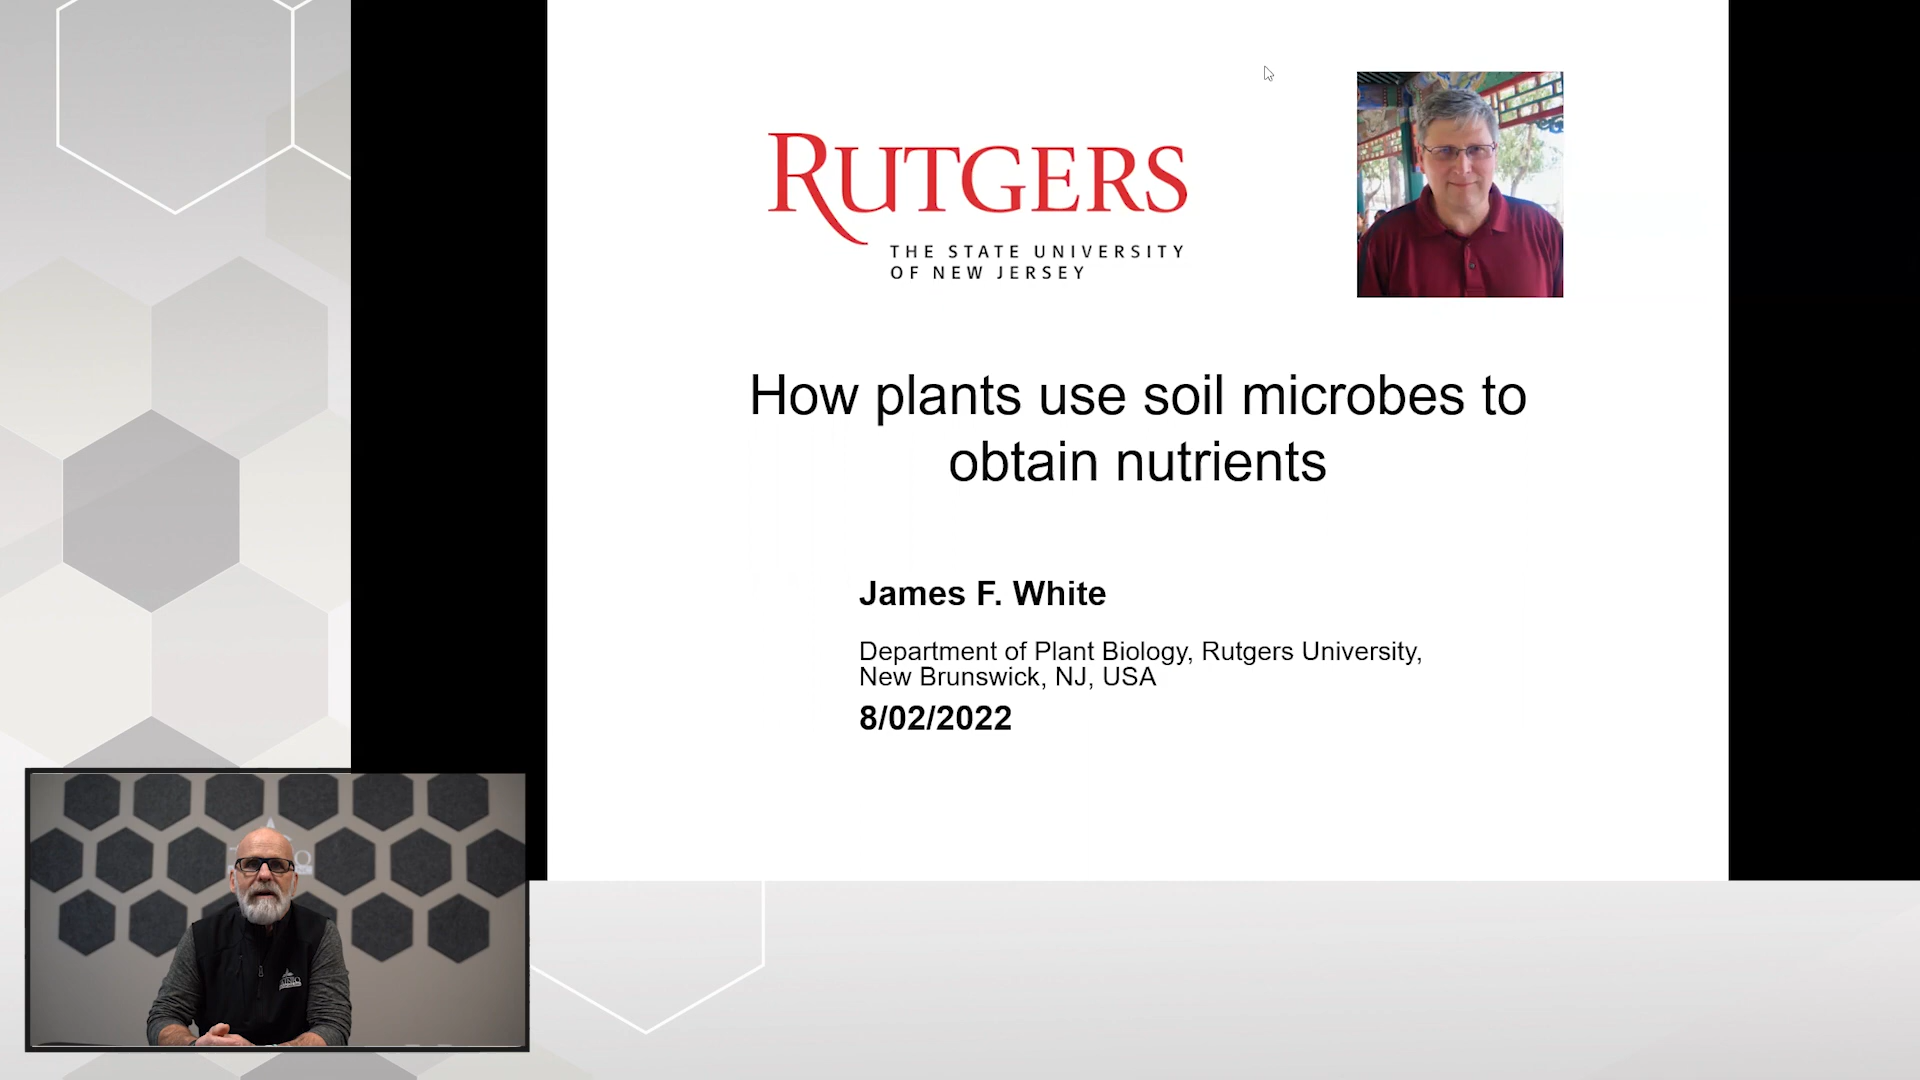 RUTGERS
THE STATE UNIVERSITY
OF NEW JERSEY
How plants use soil microbes to
obtain nutrients
James F. White
Department of Plant Biology, Rutgers University,
New Brunswick, NJ, USA
8/02/2022